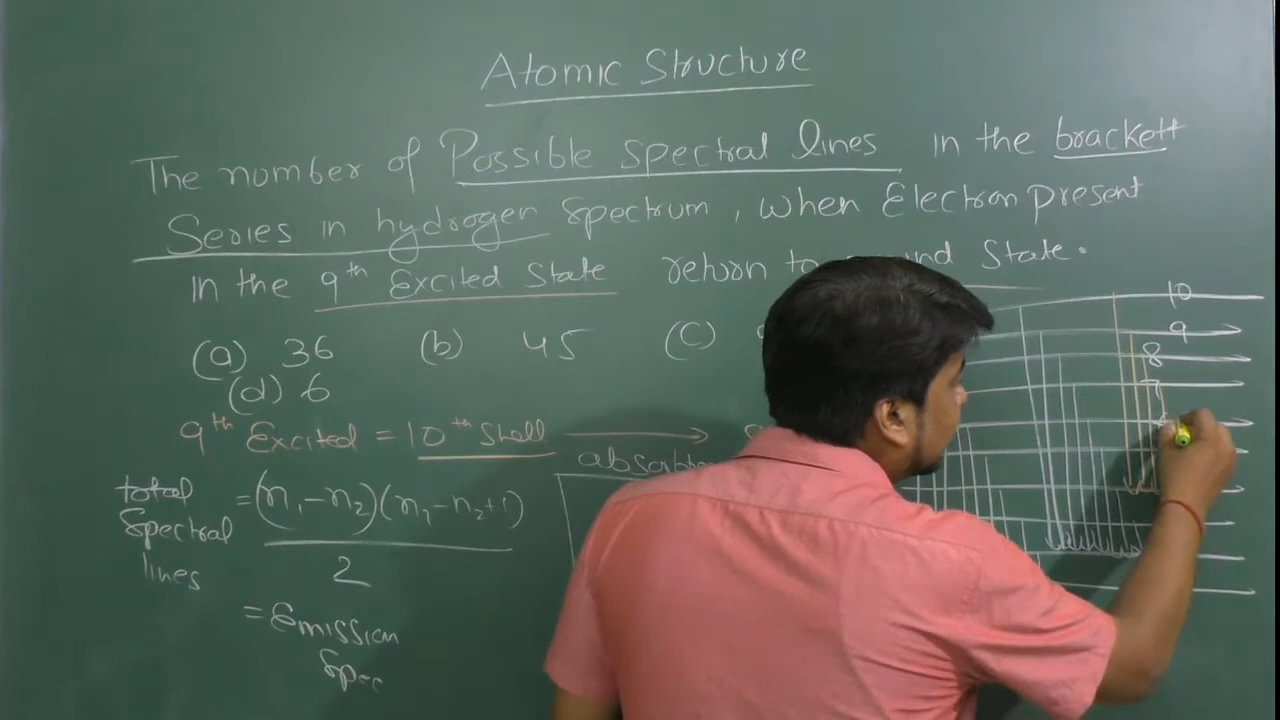 Atomic Structure
The number of Possible Spectral lines in the brackett
Series in hydrogen Spectrum, when Electron present
in the 9th Excited State return to State.
(a) 36 (b) 45 (C)
(d) 6
9th Excited = 10th Shell
absorbt
total Spectral lines = (n1-n2)(n1-n2+1)
2
= Emission
Spec
10
9
8
7